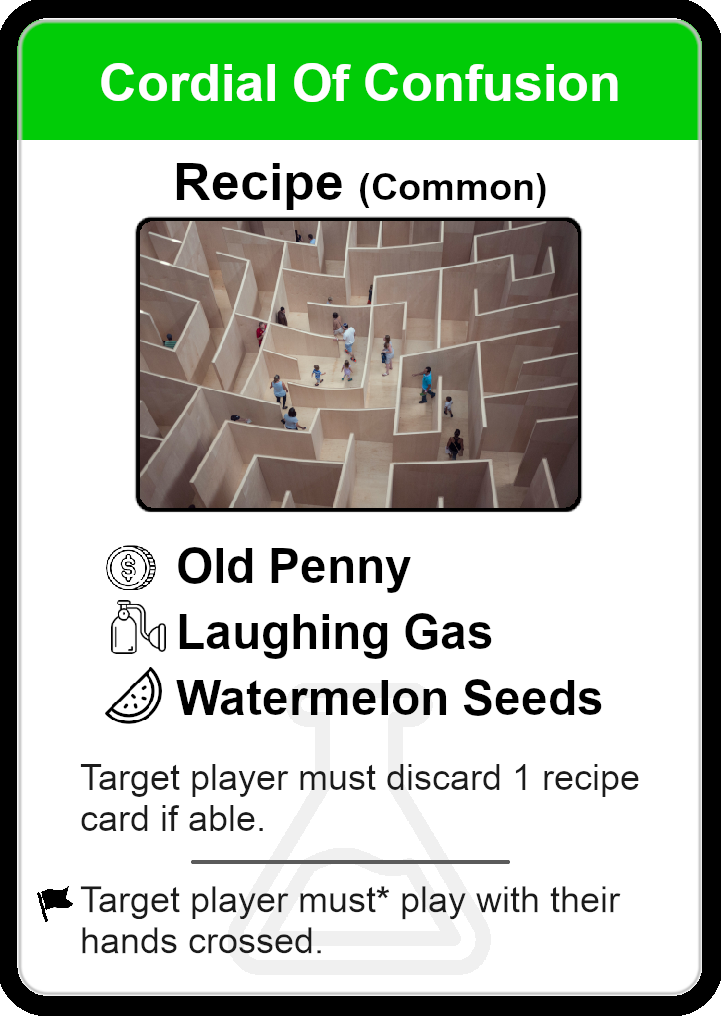 Cordial Of Confusion
Recipe (Common)
Old Penny
Laughing Gas
Watermelon Seeds
Target player must discard 1 recipe
card if able.
Target player must* play with their
hands crossed.